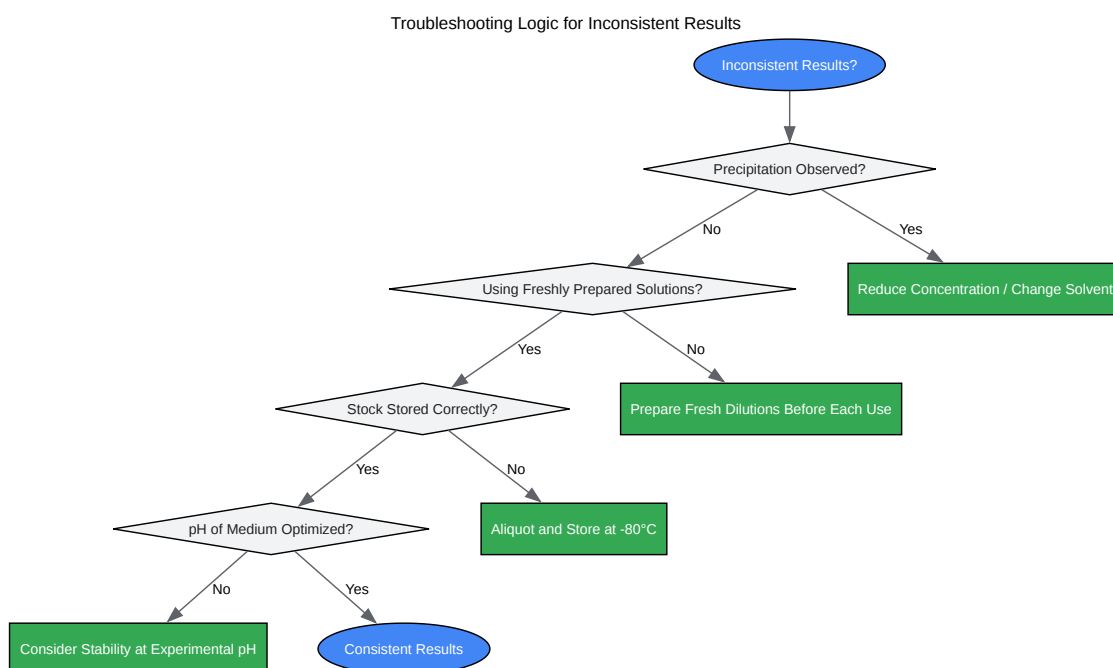 Troubleshooting Logic for Inconsistent Results
Inconsistent Results?
Precipitation Observed?
No
Yes
Using Freshly Prepared Solutions?
Reduce Concentration / Change Solvent
Yes
No
Stock Stored Correctly?
Prepare Fresh Dilutions Before Each Use
Yes
No
pH of Medium Optimized?
Aliquot and Store at -80°C
No
Yes
Consider Stability at Experimental pH
Consistent Results